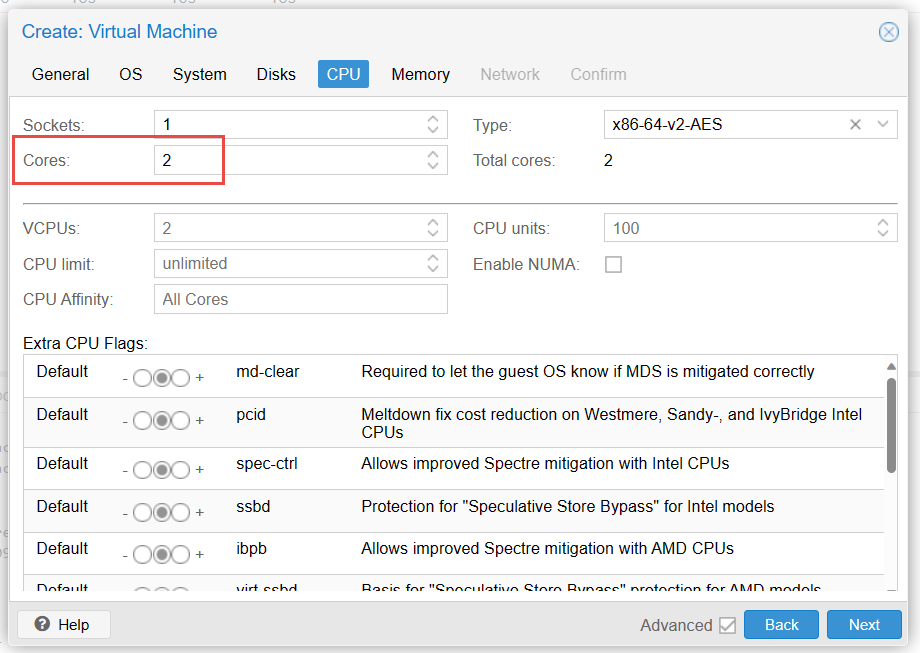 Create: Virtual Machine
General OS System Disks CPU Memory Network Confirm
Sockets: 1 Type: x86-64-v2-AES
Cores: 2 Total cores: 2
VCPUs: 2 CPU units: 100
CPU limit: unlimited Enable NUMA:
CPU Affinity: All Cores
Extra CPU Flags:
Default - + md-clear Required to let the guest OS know if MDS is mitigated correctly
Default - + pcid Meltdown fix cost reduction on Westmere, Sandy-, and IvyBridge Intel
CPUs
Default - + spec-ctrl Allows improved Spectre mitigation with Intel CPUs
Default - + ssbd Protection for "Speculative Store Bypass" for Intel models
Default - + ibpb Allows improved Spectre mitigation with AMD CPUs
Default virt-ssbd Basis for "Speculative Store Bypass" protection for AMD models
Help Advanced Back Next